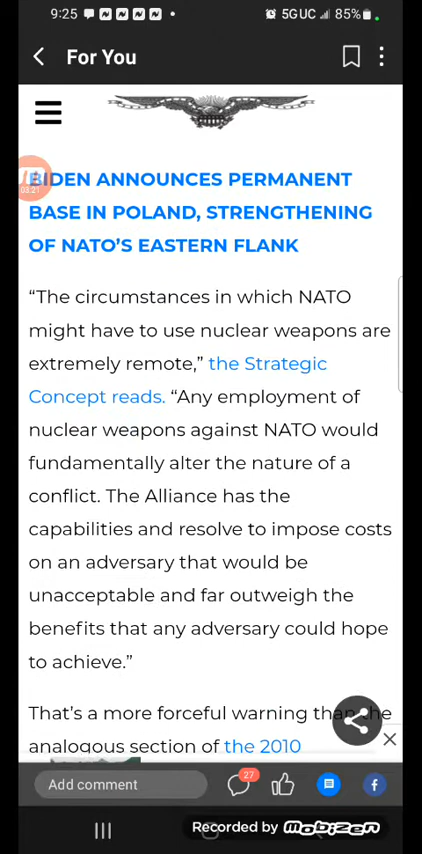 9:25
5GUC
85%
For You
03:21
BIDEN ANNOUNCES PERMANENT
BASE IN POLAND, STRENGTHENING
OF NATO’S EASTERN FLANK
“The circumstances in which NATO
might have to use nuclear weapons are
extremely remote,” the Strategic
Concept reads. “Any employment of
nuclear weapons against NATO would
fundamentally alter the nature of a
conflict. The Alliance has the
capabilities and resolve to impose costs
on an adversary that would be
unacceptable and far outweigh the
benefits that any adversary could hope
to achieve.”
That’s a more forceful warning than the
analogous section of the 2010
Add comment
27
Recorded by mobizen